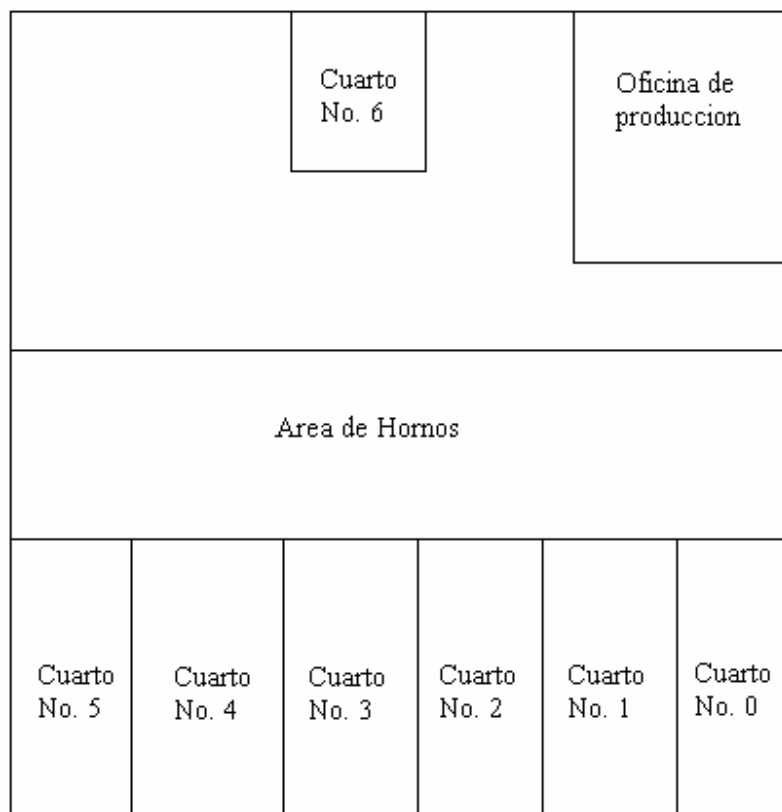 Cuarto
No. 6
Oficina de
produccion
Area de Hornos
Cuarto
No. 5
Cuarto
No. 4
Cuarto
No. 3
Cuarto
No. 2
Cuarto
No. 1
Cuarto
No. 0